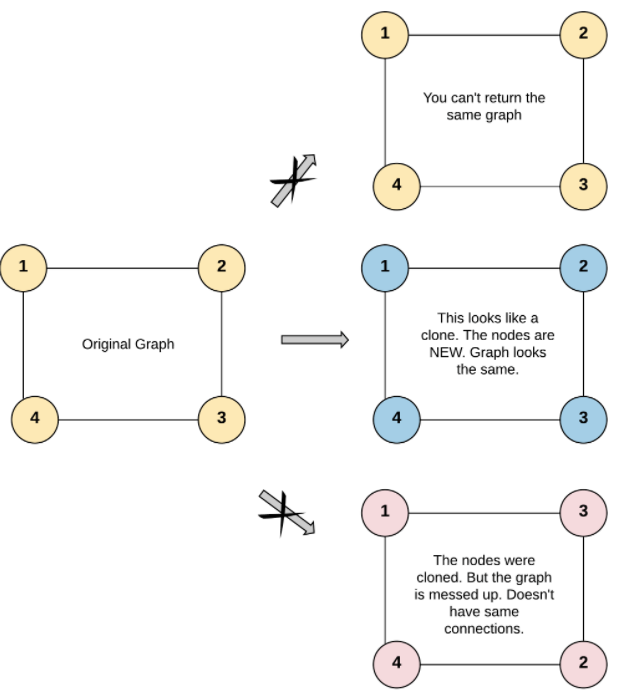 1
2
You can't return the
same graph
4
3
1
2
Original Graph
4
3
1
2
This looks like a
clone. The nodes are
NEW. Graph looks
the same.
4
3
1
3
The nodes were
cloned. But the graph
is messed up. Doesn't
have same
connections.
4
2